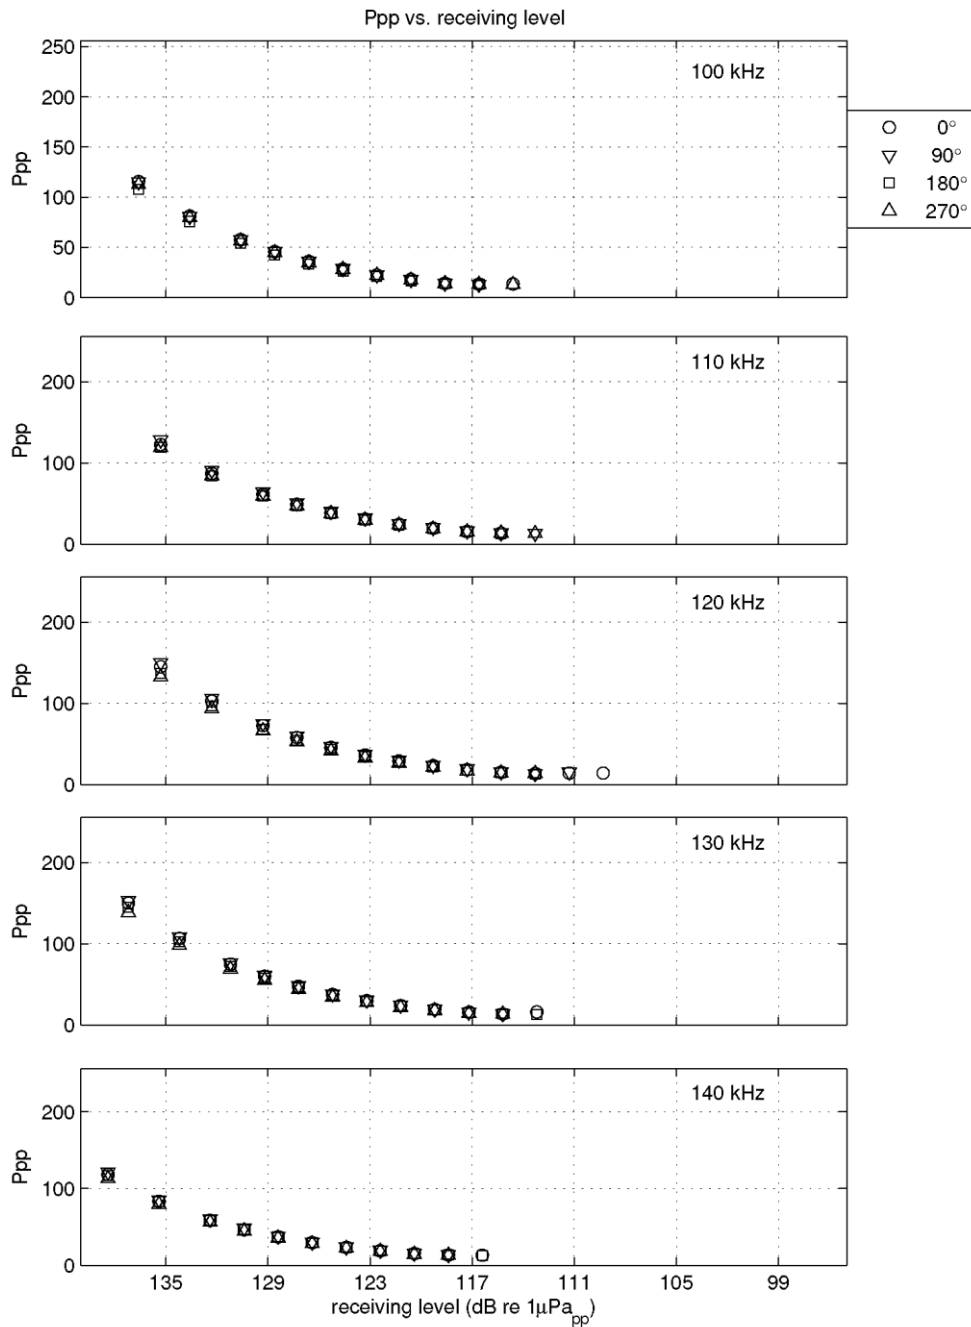 Ppp vs. receiving level
250
200
150
100
50
0
Ppp
100 kHz
0°
90°
180°
270°
200
100
0
Ppp
110 kHz
200
100
0
Ppp
120 kHz
200
100
0
Ppp
130 kHz
200
100
0
Ppp
140 kHz
135 129 123 117 111 105 99
receiving level (dB re 1μPapp)